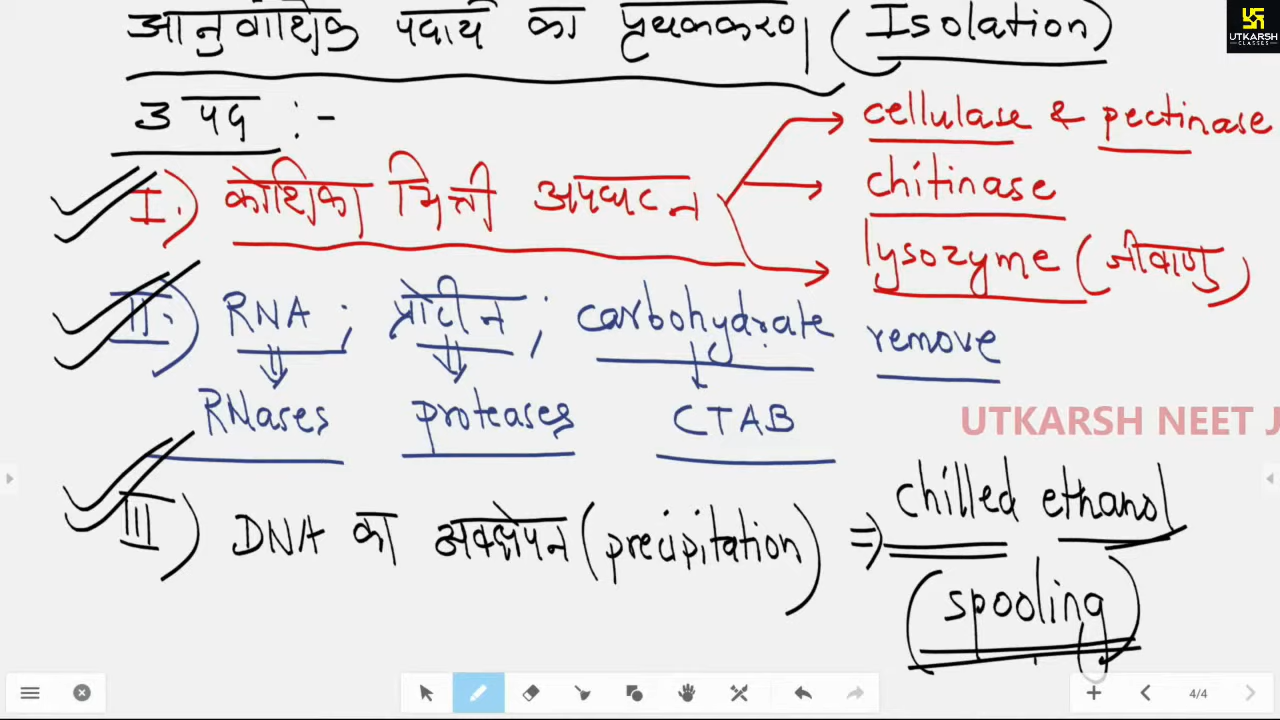 आनुवांशिक पदार्थ का पृथक्करण (Isolation)
UTKARSH
CLASSES
3 पद :-
I.) कोशिका भित्ती अपघटन → cellulase & pectinase
→ chitinase
→ lysozyme (जीवाणु)
II.) RNA ; प्रोटीन ; carbohydrate remove
RNases proteases CTAB
UTKARSH NEET J
III) DNA का अवक्षेपन (precipitation) ⇒ chilled ethanol
(spooling)
4/4